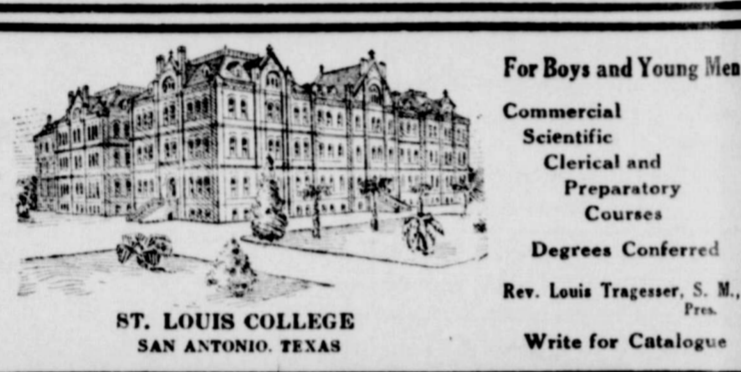 ST. LOUIS COLLEGE
SAN ANTONIO. TEXAS
For Boys and Young Men
Commercial
Scientific
Clerical and
Preparatory
Courses
Degrees Conferred
Rev. Louis Tragesser, S. M.,
Pres.
Write for Catalogue